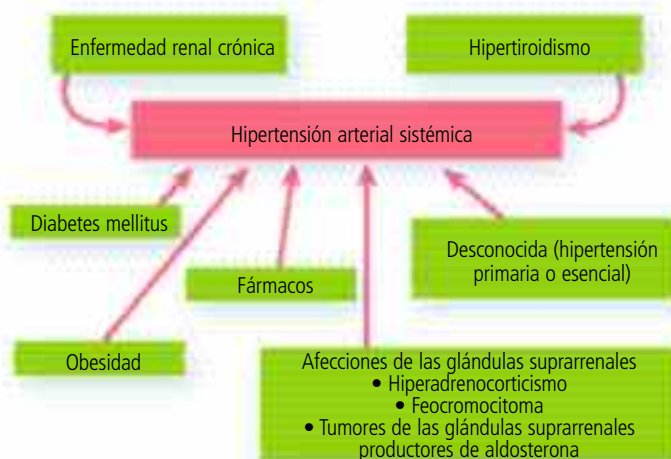 Enfermedad renal crónica
Hipertiroidismo
Hipertensión arterial sistémica
Diabetes mellitus
Desconocida (hipertensión
primaria o esencial)
Fármacos
Obesidad
Afecciones de las glándulas suprarrenales
• Hiperadrenocorticismo
• Feocromocitoma
• Tumores de las glándulas suprarrenales
productores de aldosterona